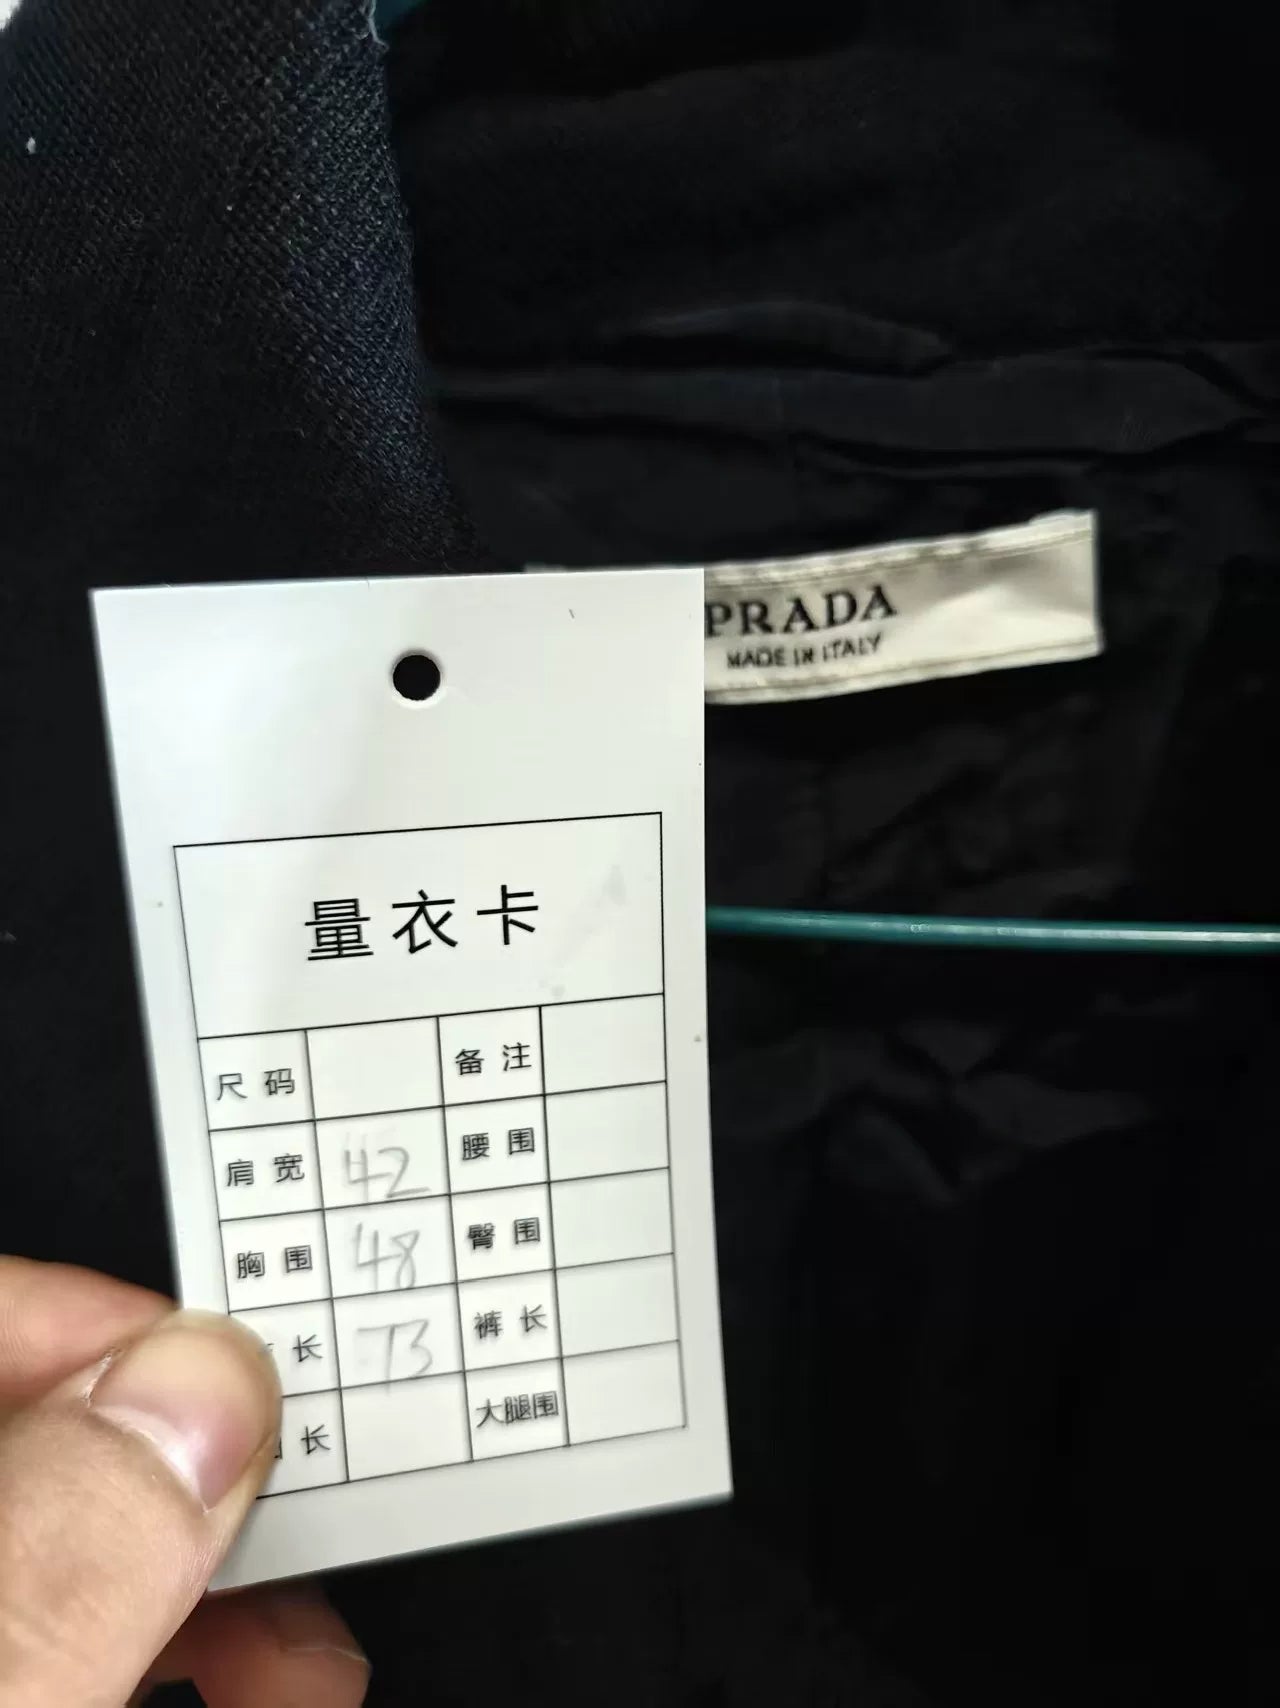 PRADA
MADE IN ITALY
量衣卡
尺码 备注
肩宽 42 腰围
胸围 48 臀围
长 73 裤长
长 大腿围